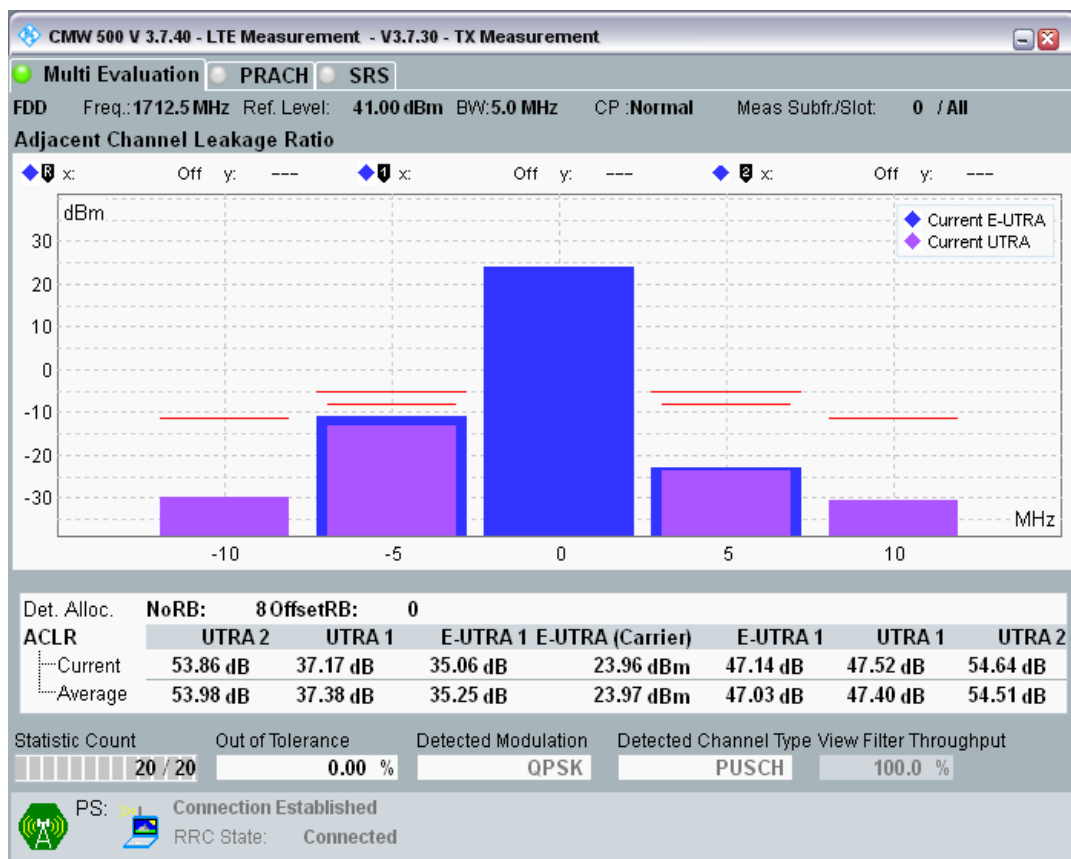 CMW 500 V 3.7.40 - LTE Measurement - V3.7.30 - TX Measurement
Multi Evaluation PRACH SRS
FDD Freq.:1712.5 MHz Ref. Level: 41.00 dBm BW:5.0 MHz CP :Normal Meas Subfr./Slot: 0 / All
Adjacent Channel Leakage Ratio
R x: Off y: --- 1 x: Off y: --- 2 x: Off y: ---
dBm
Current E-UTRA
Current UTRA
30
20
10
0
-10
-20
-30
MHz
-10 -5 0 5 10
Det. Alloc. NoRB: 8 OffsetRB: 0
ACLR UTRA 2 UTRA 1 E-UTRA 1 E-UTRA (Carrier) E-UTRA 1 UTRA 1 UTRA 2
Current 53.86 dB 37.17 dB 35.06 dB 23.96 dBm 47.14 dB 47.52 dB 54.64 dB
Average 53.98 dB 37.38 dB 35.25 dB 23.97 dBm 47.03 dB 47.40 dB 54.51 dB
Statistic Count Out of Tolerance Detected Modulation Detected Channel Type View Filter Throughput
20 / 20 0.00 % QPSK PUSCH 100.0 %
PS: Connection Established
RRC State: Connected